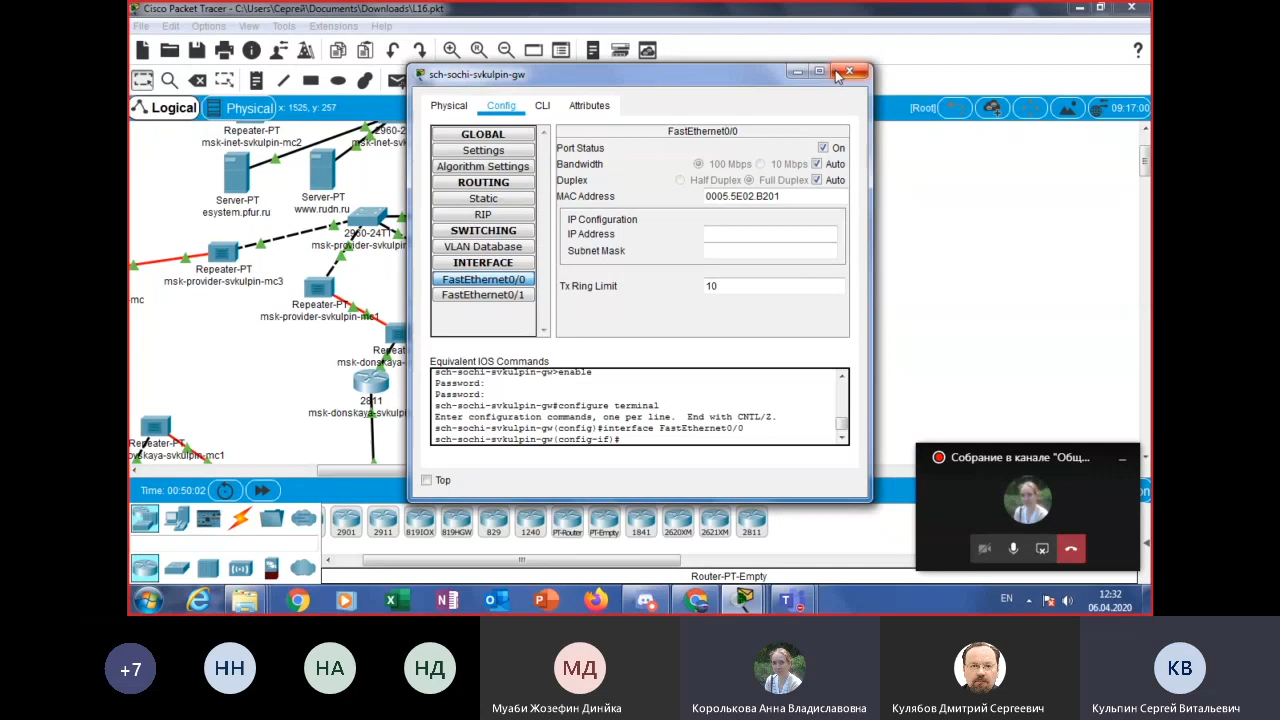 Cisco Packet Tracer - C:\Users\Сергей\Documents\Downloads\L16.pkt
File Edit Options View Tools Extensions Help
?
Logical Physical x: 1525, y: 257
[Root] 09:17:00
sch-sochi-svkulpin-gw
Physical Config CLI Attributes
GLOBAL
Settings
Algorithm Settings
ROUTING
Static
RIP
SWITCHING
VLAN Database
INTERFACE
FastEthernet0/0
FastEthernet0/1
FastEthernet0/0
Port Status On
Bandwidth 100 Mbps 10 Mbps Auto
Duplex Half Duplex Full Duplex Auto
MAC Address 0005.5E02.B201
IP Configuration
IP Address
Subnet Mask
Tx Ring Limit 10
Equivalent IOS Commands
sch-sochi-svkulpin-gw>enable
Password:
Password:
sch-sochi-svkulpin-gw#configure terminal
Enter configuration commands, one per line. End with CNTL/Z.
sch-sochi-svkulpin-gw(config)#interface FastEthernet0/0
sch-sochi-svkulpin-gw(config-if)#
Top
Repeater-PT
msk-inet-svkulpin-mc2
Server-PT
esystem.pfur.ru
Server-PT
www.rudn.ru
2960-24TT
msk-provider-svkulpin
Repeater-PT
msk-provider-svkulpin-mc3
Repeater-PT
msk-provider-svkulpin-mc1
msk-donskaya-
2811
msk-donskaya-svkulpin
Repeater-PT
Time: 00:50:02
2901 2911 819IOX 819HGW 829 1240 PT-Router PT-Empty 1841 2620XM 2621XM 2811
Router-PT-Empty
Собрание в канале "Общ...
EN
12:32
06.04.2020
+7
НН
НА
НД
МД
КВ
Муаби Жозефин Динйка
Королькова Анна Владиславовна
Кулябов Дмитрий Сергеевич
Кульпин Сергей Витальевич